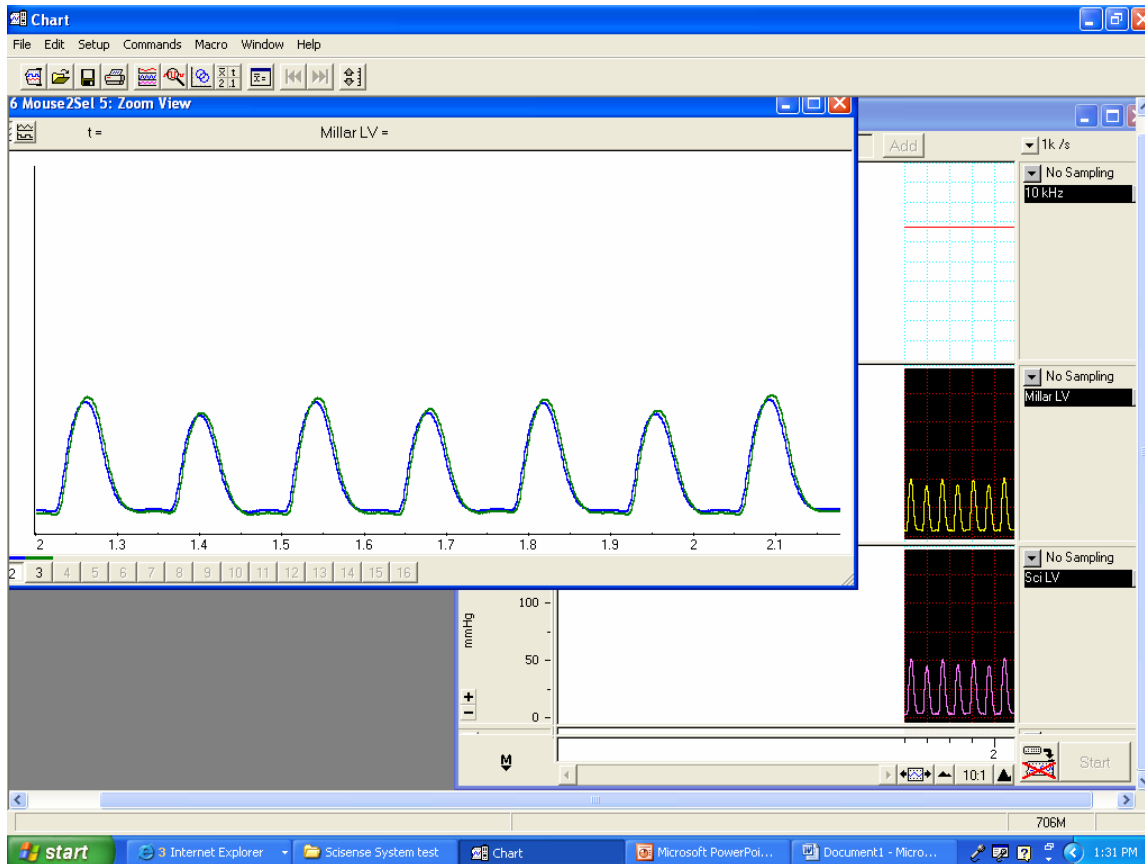 Chart
File Edit Setup Commands Macro Window Help
6 Mouse2Sel 5: Zoom View
t =
Millar LV =
Add
1k /s
No Sampling
10 kHz
No Sampling
Millar LV
No Sampling
Sci LV
2 1.3 1.4 1.5 1.6 1.7 1.8 1.9 2 2.1
2 3 4 5 6 7 8 9 10 11 12 13 14 15 16
100
mmHg
50
0
+
−
M
2
10:1
Start
706M
start
3 Internet Explorer
Scisense System test
Chart
Microsoft PowerPoi...
Document1 - Micro...
1:31 PM